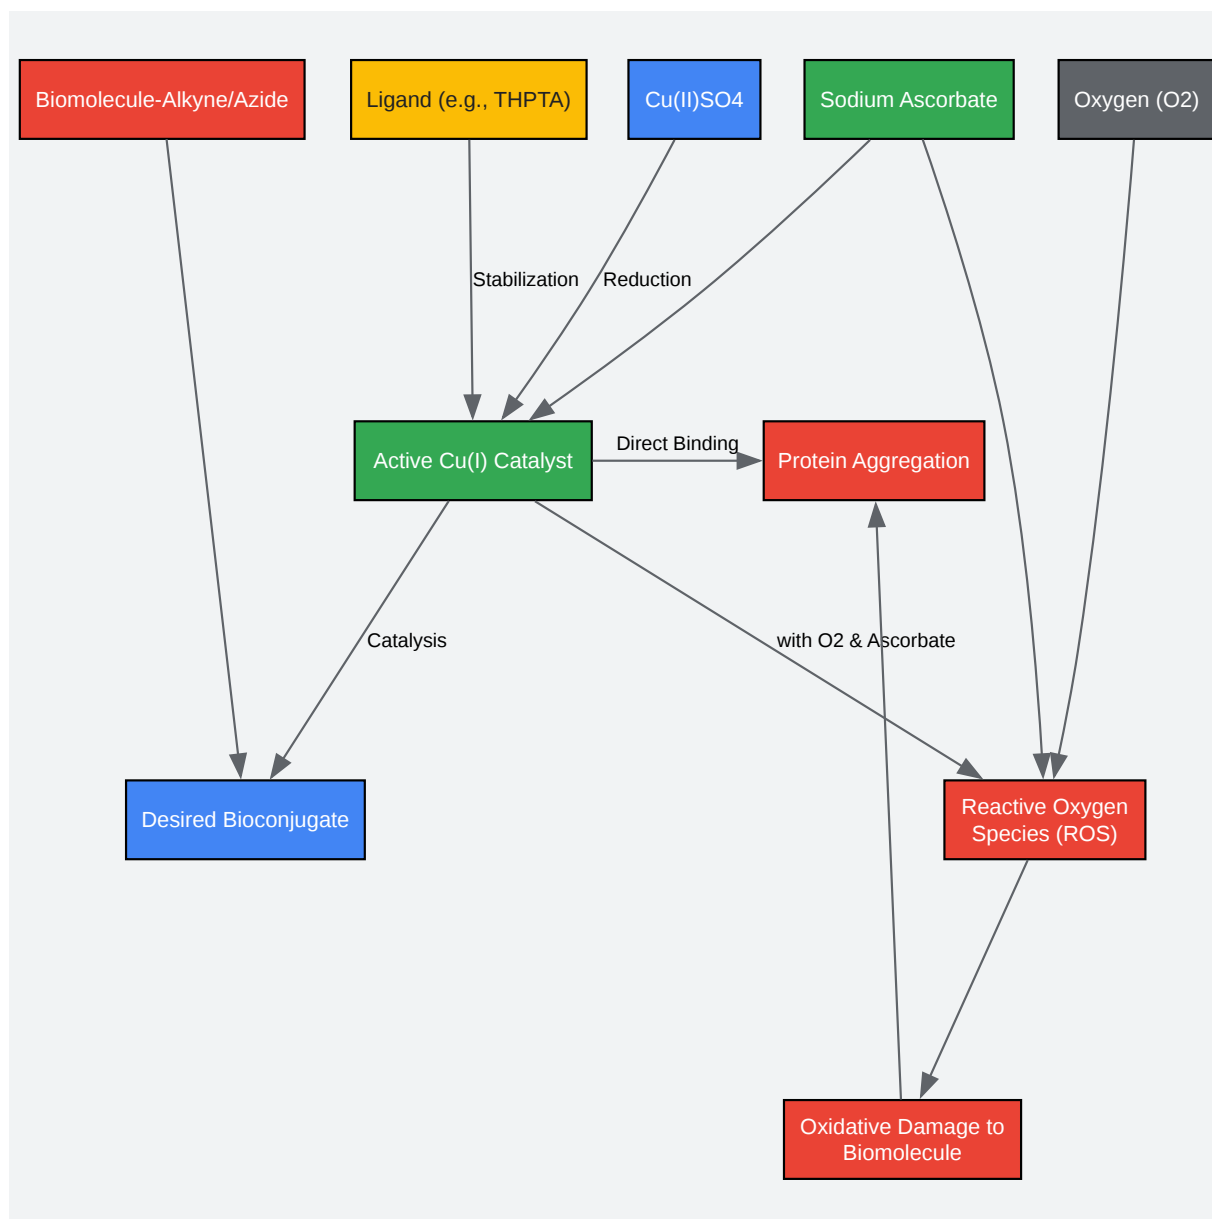 Biomolecule-Alkyne/Azide
Ligand (e.g., THPTA)
Cu(II)SO4
Sodium Ascorbate
Oxygen (O2)
Stabilization
Reduction
Active Cu(I) Catalyst
Direct Binding
Protein Aggregation
Catalysis
with O2 & Ascorbate
Desired Bioconjugate
Reactive Oxygen
Species (ROS)
Oxidative Damage to
Biomolecule